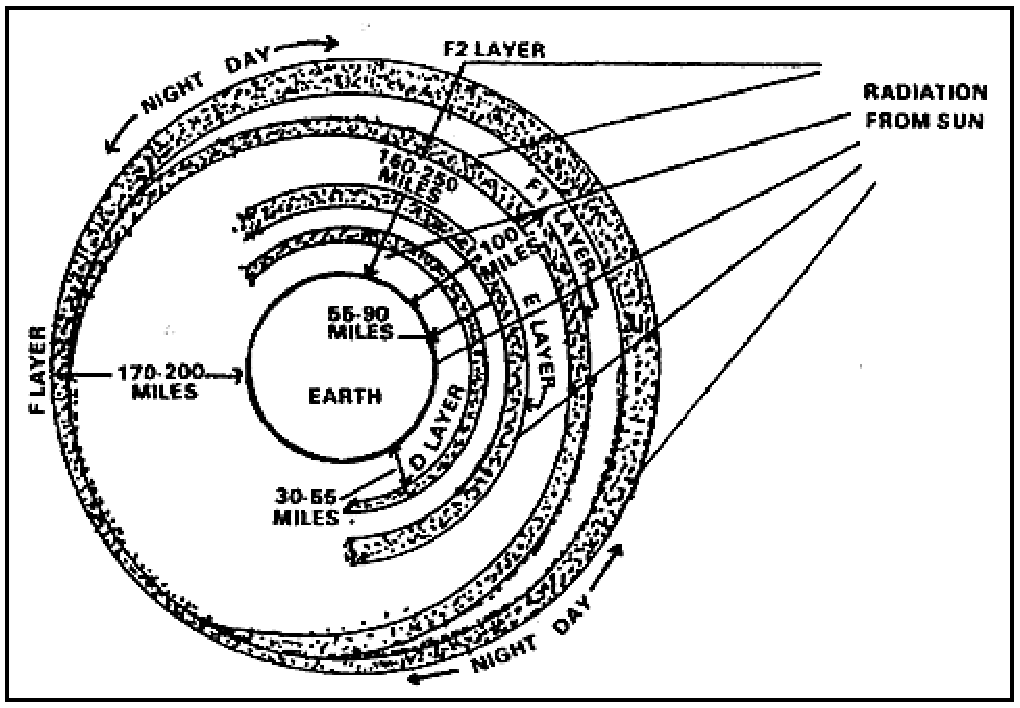 NIGHT DAY
F2 LAYER
RADIATION
FROM SUN
160-250
MILES
F1 LAYER
100
MILES
E LAYER
55-90
MILES
F LAYER
170-200
MILES
EARTH
D LAYER
30-55
MILES
NIGHT DAY